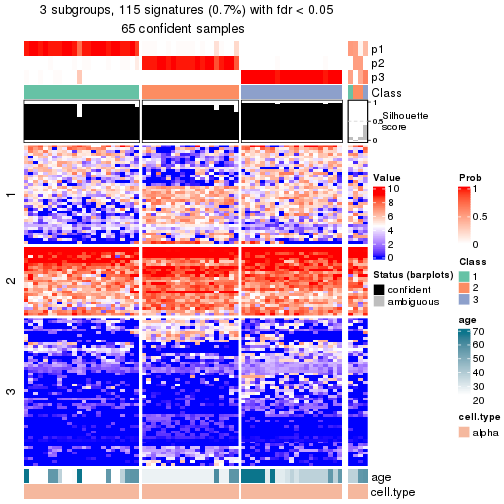 3 subgroups, 115 signatures (0.7%) with fdr < 0.05
65 confident samples
p1
p2
p3
Class
1
0.5
0
Silhouette
score
1
2
3
age
cell.type
Value
10
8
6
4
2
0
Prob
1
0.5
0
Status (barplots)
confident
ambiguous
Class
1
2
3
age
70
60
50
40
30
20
cell.type
alpha